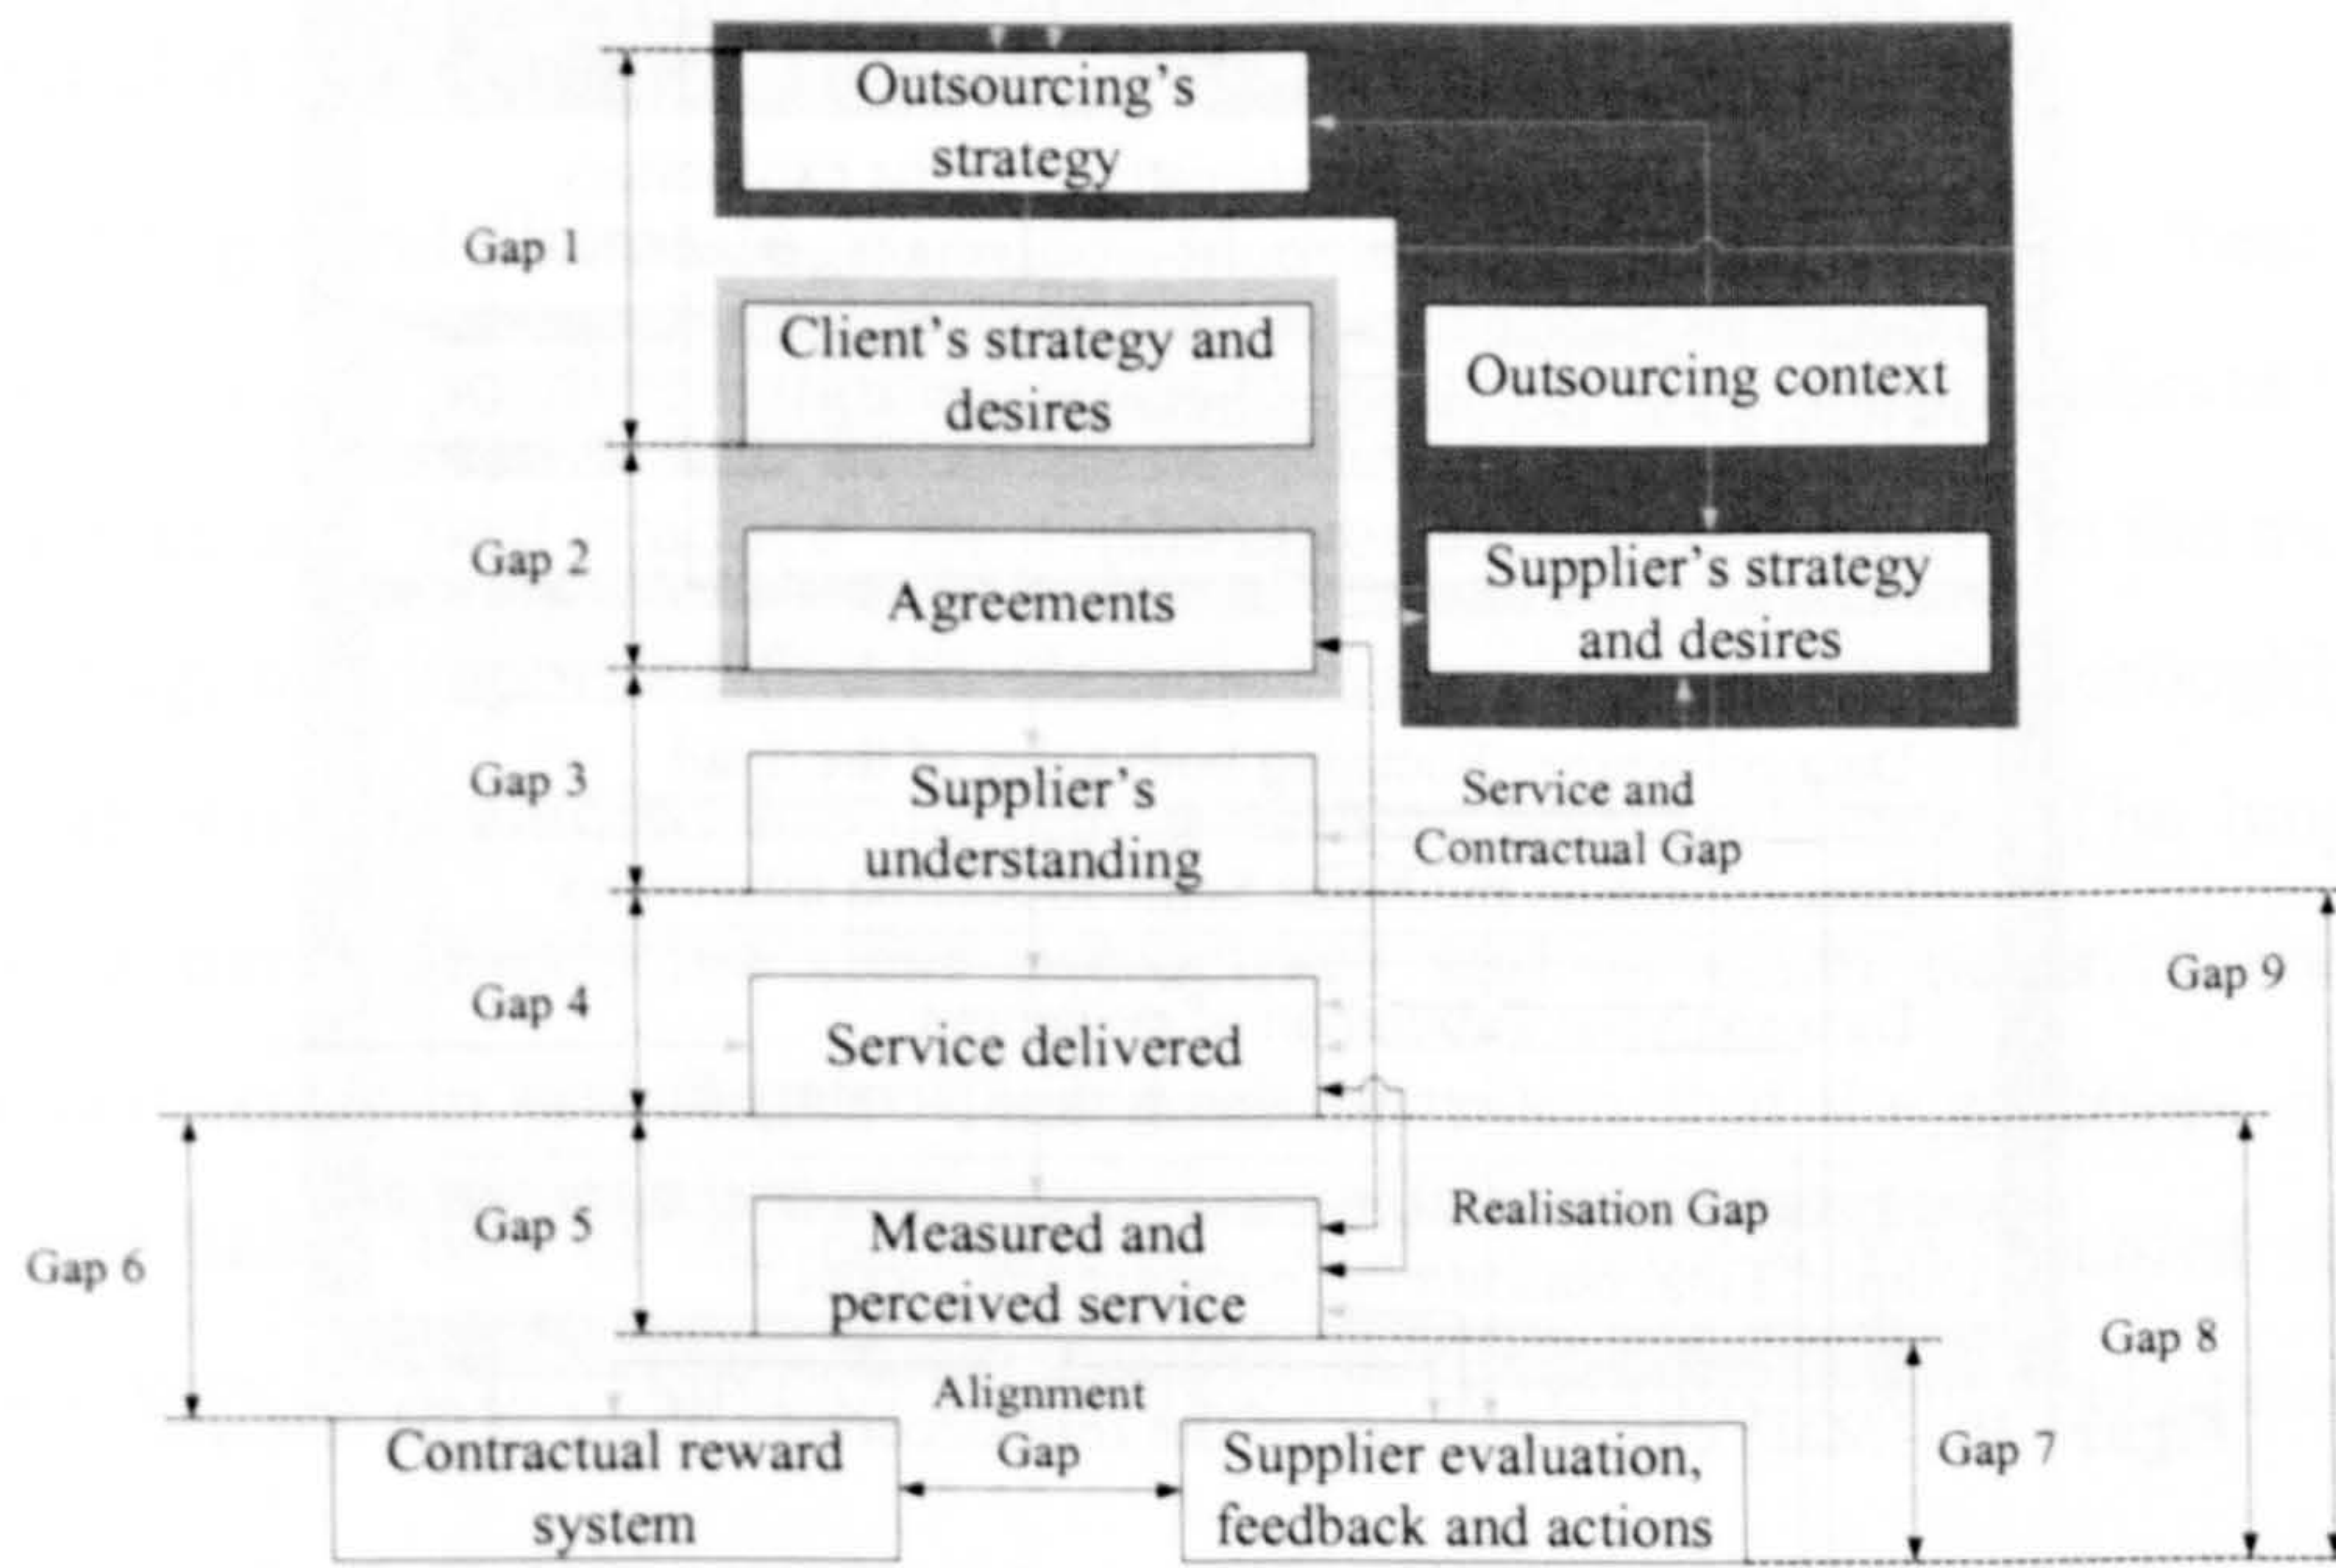 Outsourcing's
strategy
Gap 1
Client's strategy and
desires
Outsourcing context
Gap 2
Agreements
Supplier's strategy
and desires
Gap 3
Supplier's
understanding
Service and
Contractual Gap
Gap 4
Service delivered
Gap 9
Gap 5
Gap 6
Measured and
perceived service
Realisation Gap
Gap 8
Alignment
Gap
Contractual reward
system
Supplier evaluation,
feedback and actions
Gap 7